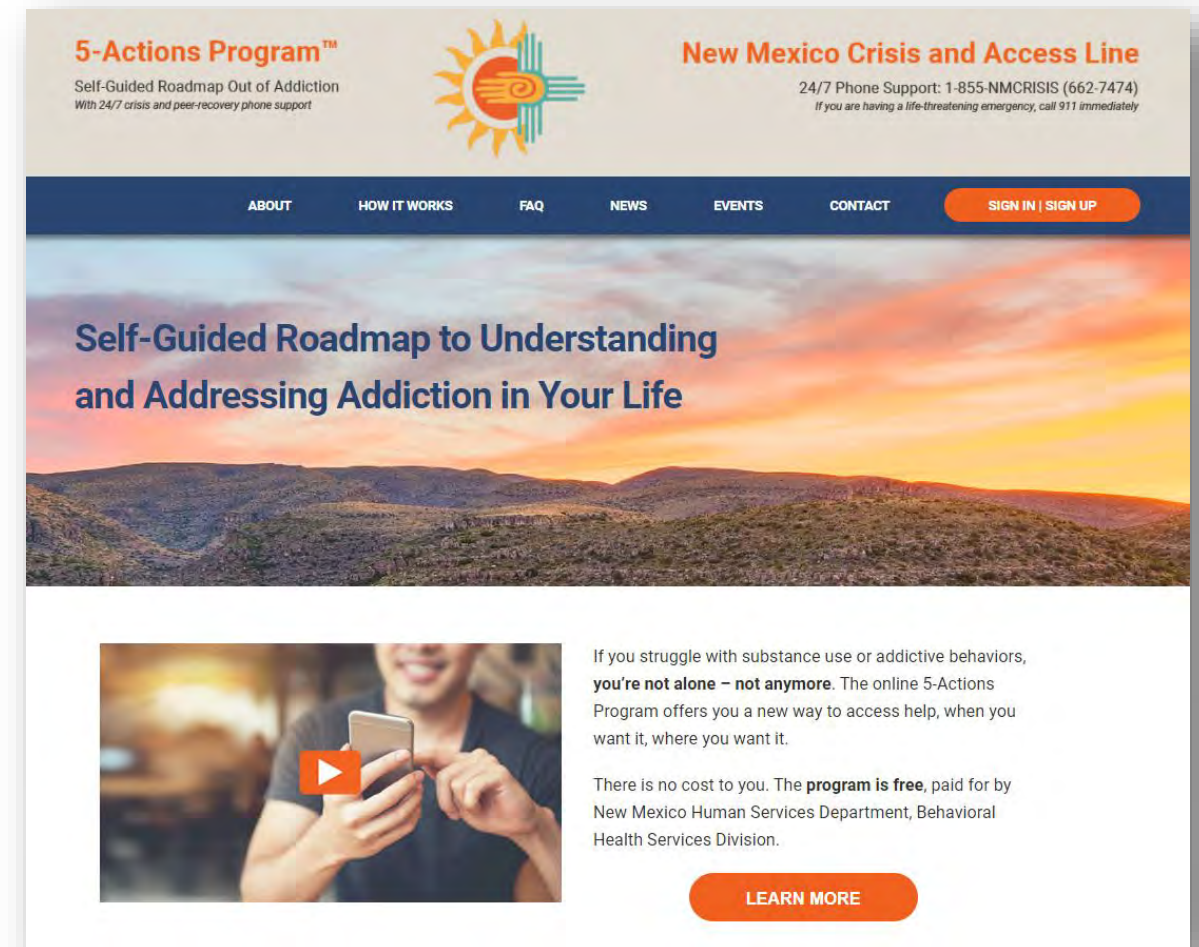 5-Actions Program™
Self-Guided Roadmap Out of Addiction
With 24/7 crisis and peer-recovery phone support
New Mexico Crisis and Access Line
24/7 Phone Support: 1-855-NMCRISIS (662-7474)
If you are having a life-threatening emergency, call 911 immediately
ABOUT HOW IT WORKS FAQ NEWS EVENTS CONTACT SIGN IN | SIGN UP
Self-Guided Roadmap to Understanding
and Addressing Addiction in Your Life
If you struggle with substance use or addictive behaviors,
you're not alone – not anymore. The online 5-Actions
Program offers you a new way to access help, when you
want it, where you want it.
There is no cost to you. The program is free, paid for by
New Mexico Human Services Department, Behavioral
Health Services Division.
LEARN MORE